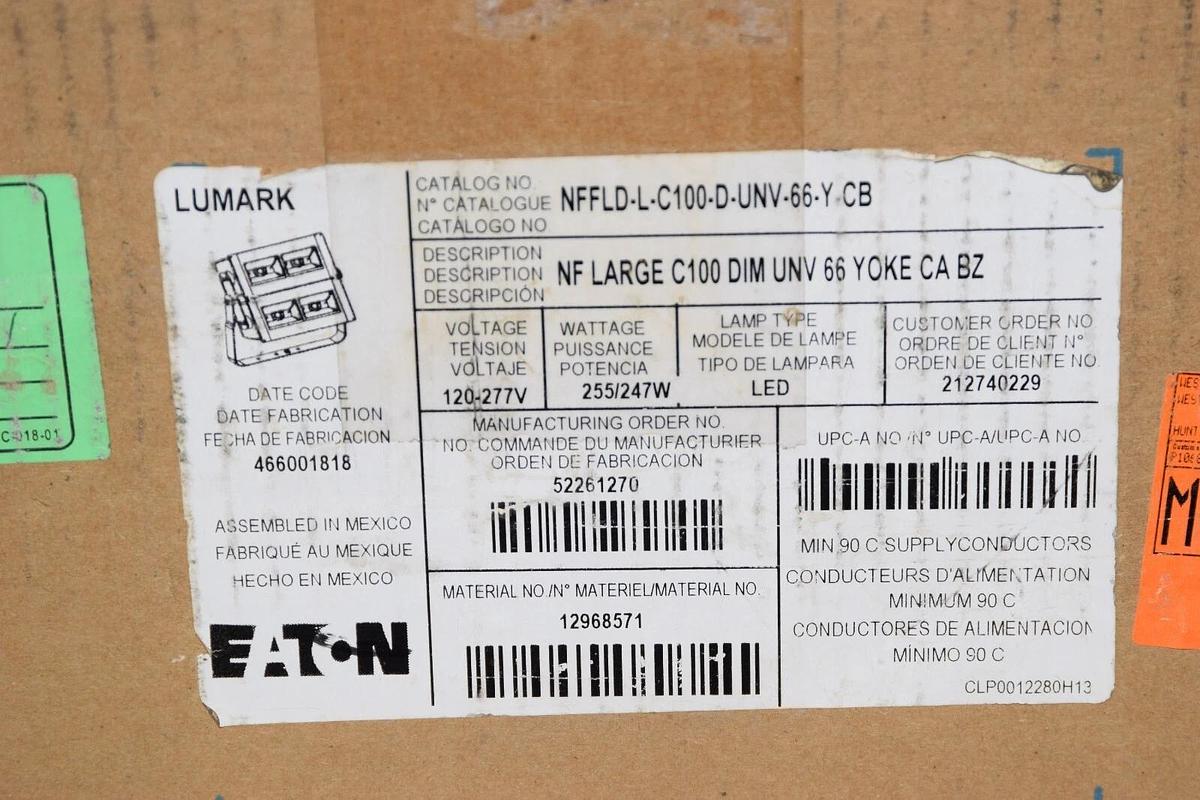 LUMARK
CATALOG NO.
N° CATALOGUE
CATÁLOGO NO
NFFLD-L-C100-D-UNV-66-Y CB
DESCRIPTION
DESCRIPTION
DESCRIPCIÓN
NF LARGE C100 DIM UNV 66 YOKE CA BZ
VOLTAGE
TENSION
VOLTAJE
120-277V
WATTAGE
PUISSANCE
POTENCIA
255/247W
LAMP TYPE
MODELE DE LAMPE
TIPO DE LAMPARA
LED
CUSTOMER ORDER NO
ORDRE DE CLIENT N°
ORDEN DE CLIENTE NO
212740229
DATE CODE
DATE FABRICATION
FECHA DE FABRICACION
466001818
ASSEMBLED IN MEXICO
FABRIQUÉ AU MEXIQUE
HECHO EN MEXICO
EATON
MANUFACTURING ORDER NO.
NO. COMMANDE DU MANUFACTURIER
ORDEN DE FABRICACION
52261270
MATERIAL NO./N° MATERIEL/MATERIAL NO.
12968571
UPC-A NO /N° UPC-A/UPC-A NO.
MIN 90 C SUPPLYCONDUCTORS
CONDUCTEURS D'ALIMENTATION
MINIMUM 90 C
CONDUCTORES DE ALIMENTACION
MÍNIMO 90 C
CLP0012280H13
C-018-01
HUNT
M